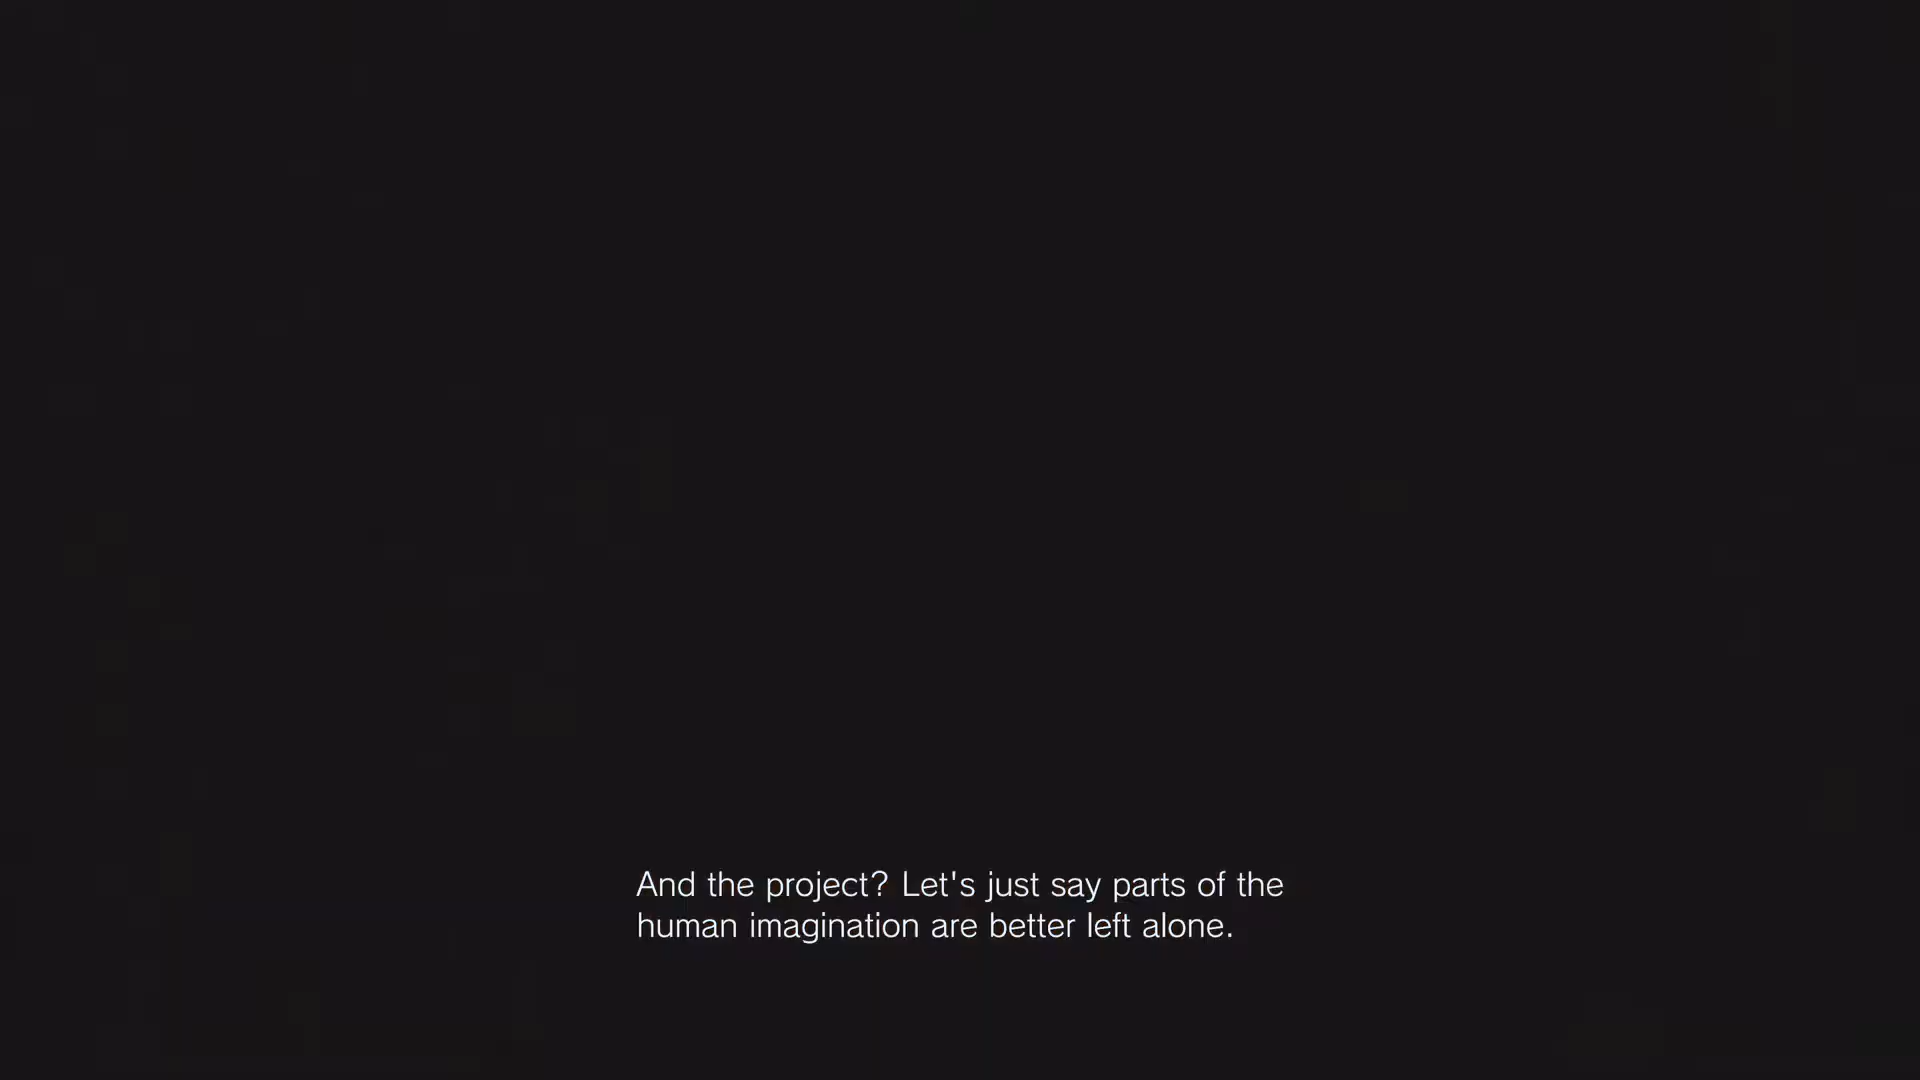 And the project? Let's just say parts of the
human imagination are better left alone.